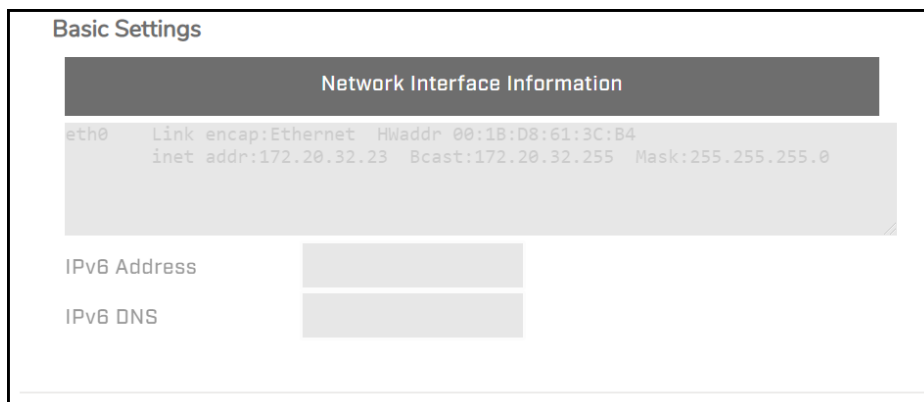 Basic Settings
Network Interface Information
eth0    Link encap:Ethernet  HWaddr 00:1B:D8:61:3C:B4
        inet addr:172.20.32.23  Bcast:172.20.32.255  Mask:255.255.255.0
IPv6 Address
IPv6 DNS